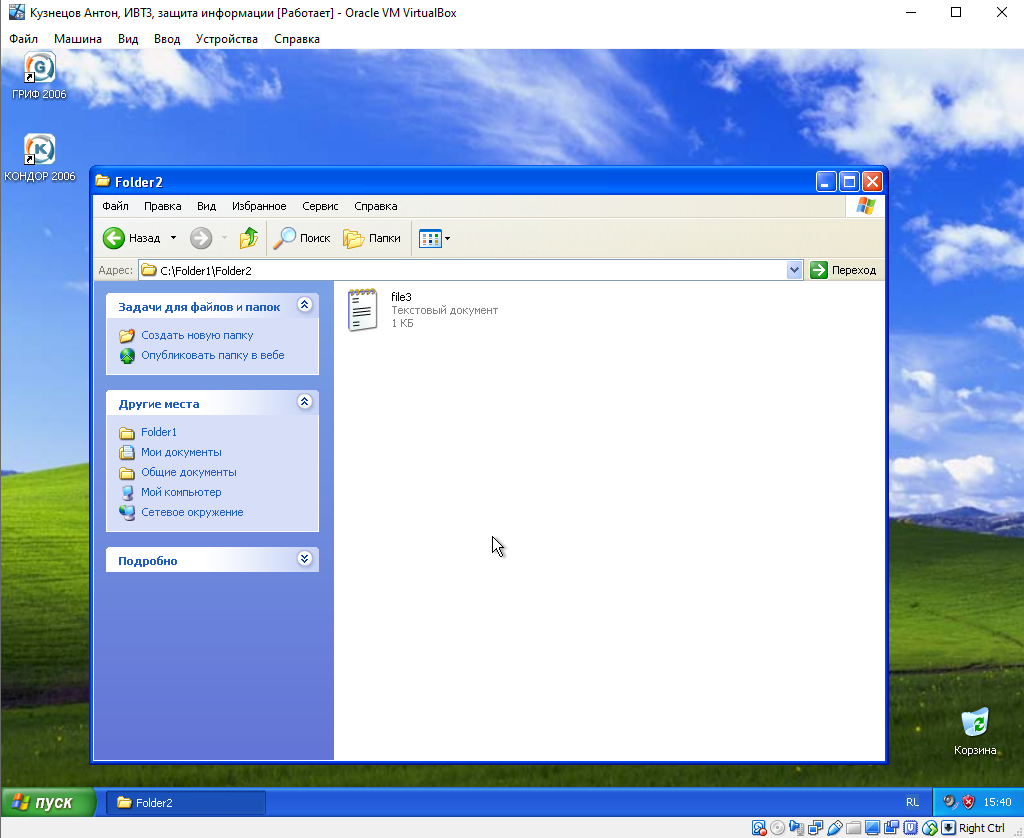 Кузнецов Антон, ИВТ3, защита информации [Работает] - Oracle VM VirtualBox
Файл Машина Вид Ввод Устройства Справка
ГРИФ 2006
КОНДОР 2006
Folder2
Файл Правка Вид Избранное Сервис Справка
Назад Поиск Папки
Адрес: C:\Folder1\Folder2 Переход
Задачи для файлов и папок
Создать новую папку
Опубликовать папку в вебе
Другие места
Folder1
Мои документы
Общие документы
Мой компьютер
Сетевое окружение
Подробно
file3
Текстовый документ
1 КБ
Корзина
пуск Folder2 RL 15:40
Right Ctrl